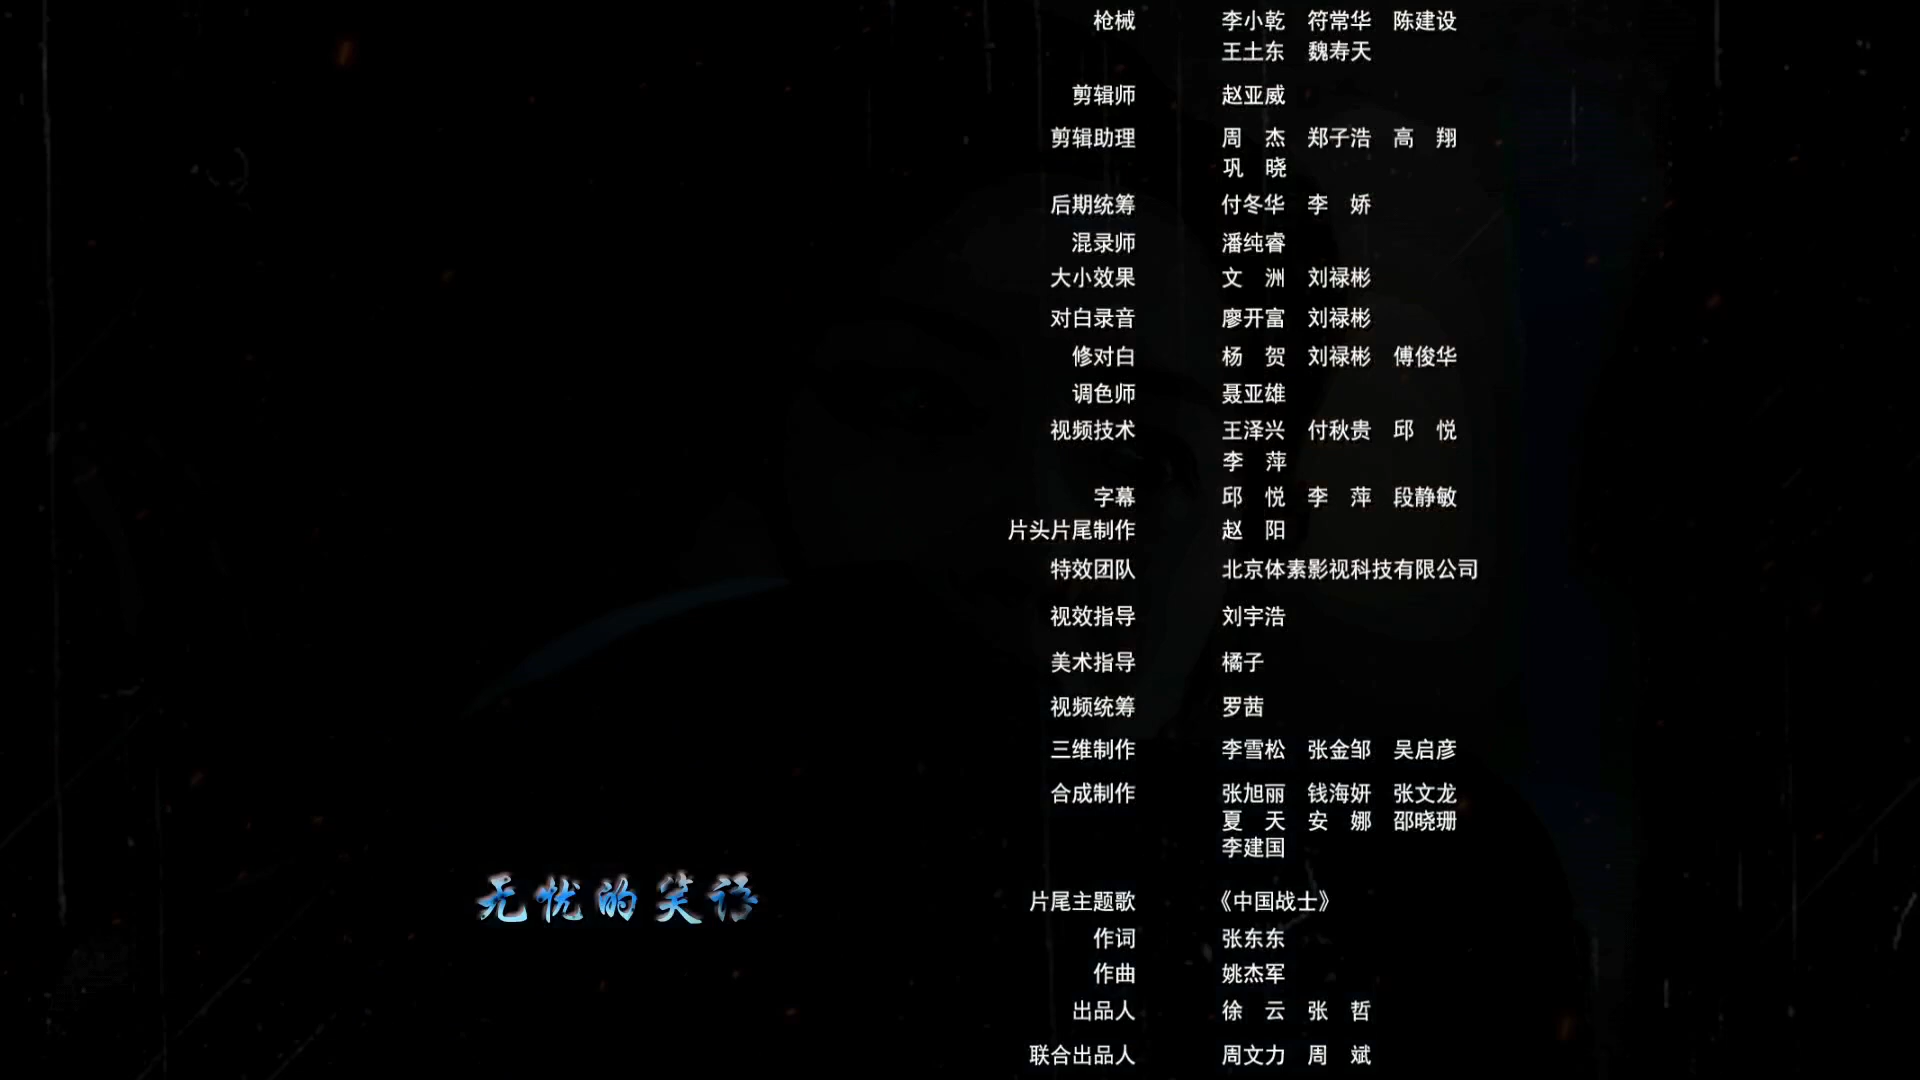 枪械 李小乾 符常华 陈建设
王土东 魏寿天
剪辑师 赵亚威
剪辑助理 周 杰 郑子浩 高 翔
巩 晓
后期统筹 付冬华 李 娇
混录师 潘纯睿
大小效果 文 洲 刘禄彬
对白录音 廖开富 刘禄彬
修对白 杨 贺 刘禄彬 傅俊华
调色师 聂亚雄
视频技术 王泽兴 付秋贵 邱 悦
李 萍
字幕 邱 悦 李 萍 段静敏
片头片尾制作 赵 阳
特效团队 北京体素影视科技有限公司
视效指导 刘宇浩
美术指导 橘子
视频统筹 罗茜
三维制作 李雪松 张金邹 吴启彦
合成制作 张旭丽 钱海妍 张文龙
夏 天 安 娜 邵晓珊
李建国
无忧的笑语
片尾主题歌 《中国战士》
作词 张东东
作曲 姚杰军
出品人 徐 云 张 哲
联合出品人 周文力 周 斌